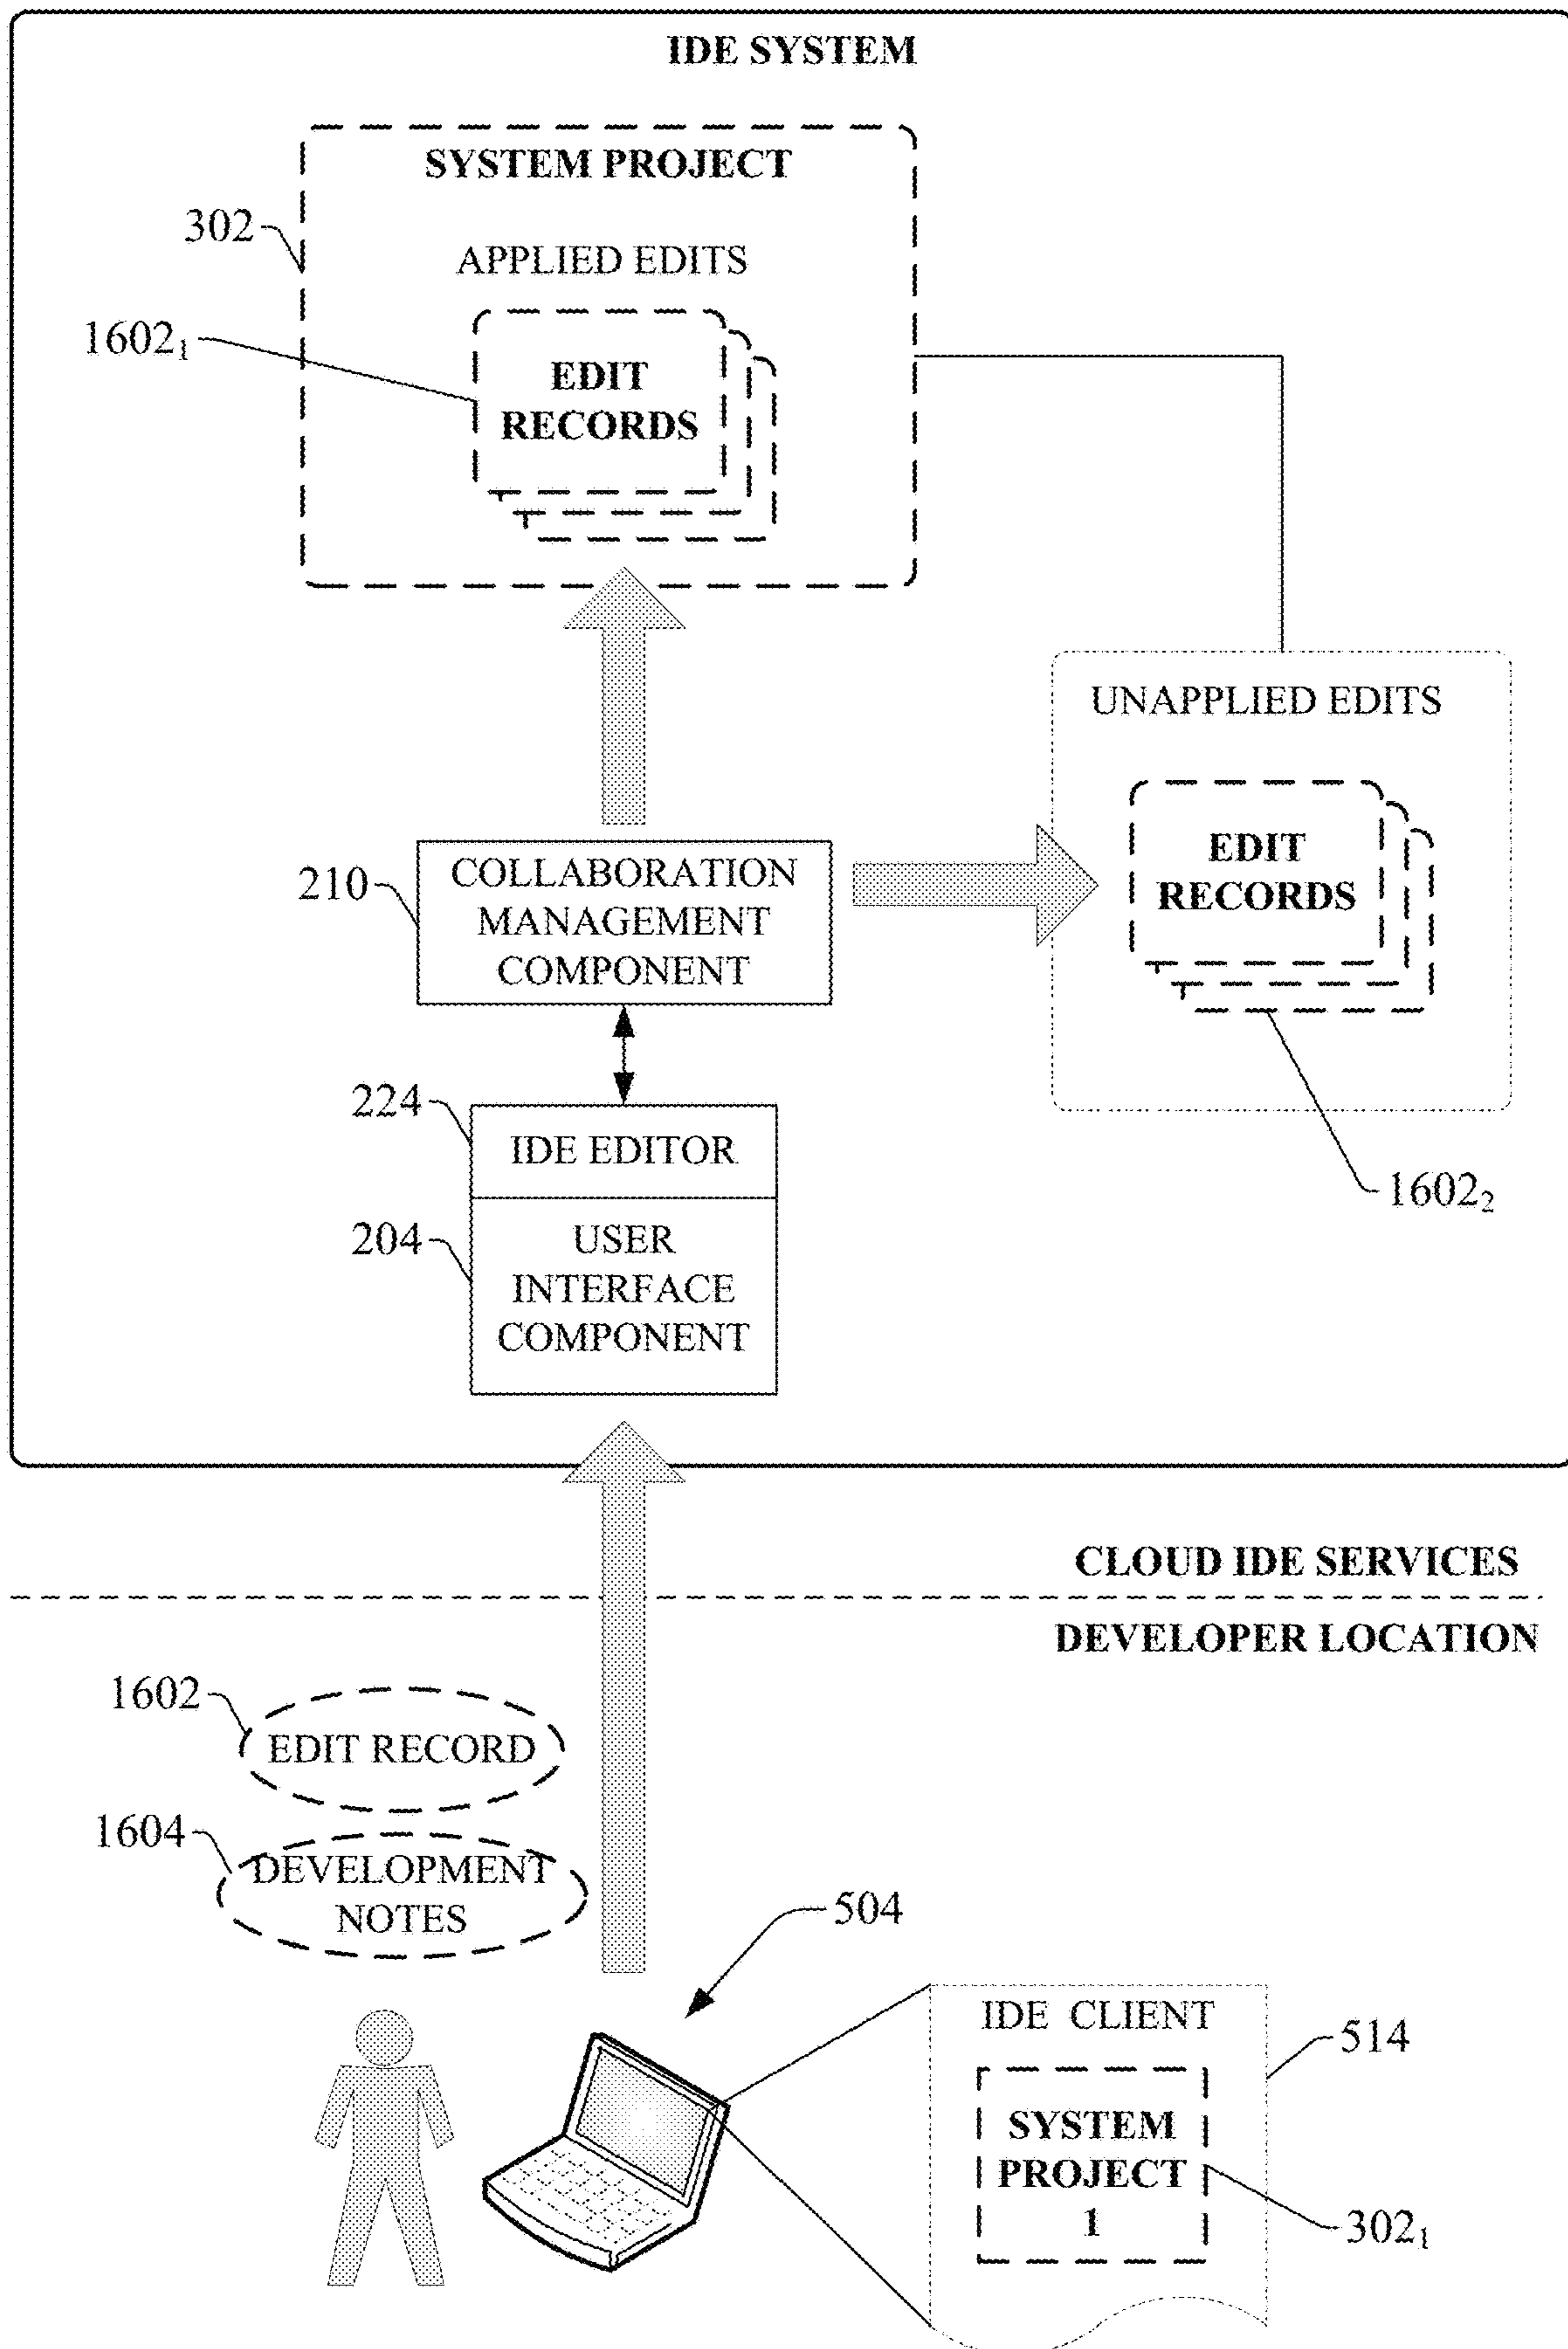 IDE SYSTEM
SYSTEM PROJECT
302
APPLIED EDITS
1602₁
EDIT
RECORDS
UNAPPLIED EDITS
EDIT
RECORDS
210
COLLABORATION
MANAGEMENT
COMPONENT
224
IDE EDITOR
1602₂
204
USER
INTERFACE
COMPONENT
CLOUD IDE SERVICES
DEVELOPER LOCATION
1602
EDIT RECORD
1604
DEVELOPMENT
NOTES
504
IDE CLIENT
514
SYSTEM
PROJECT
1
302₁